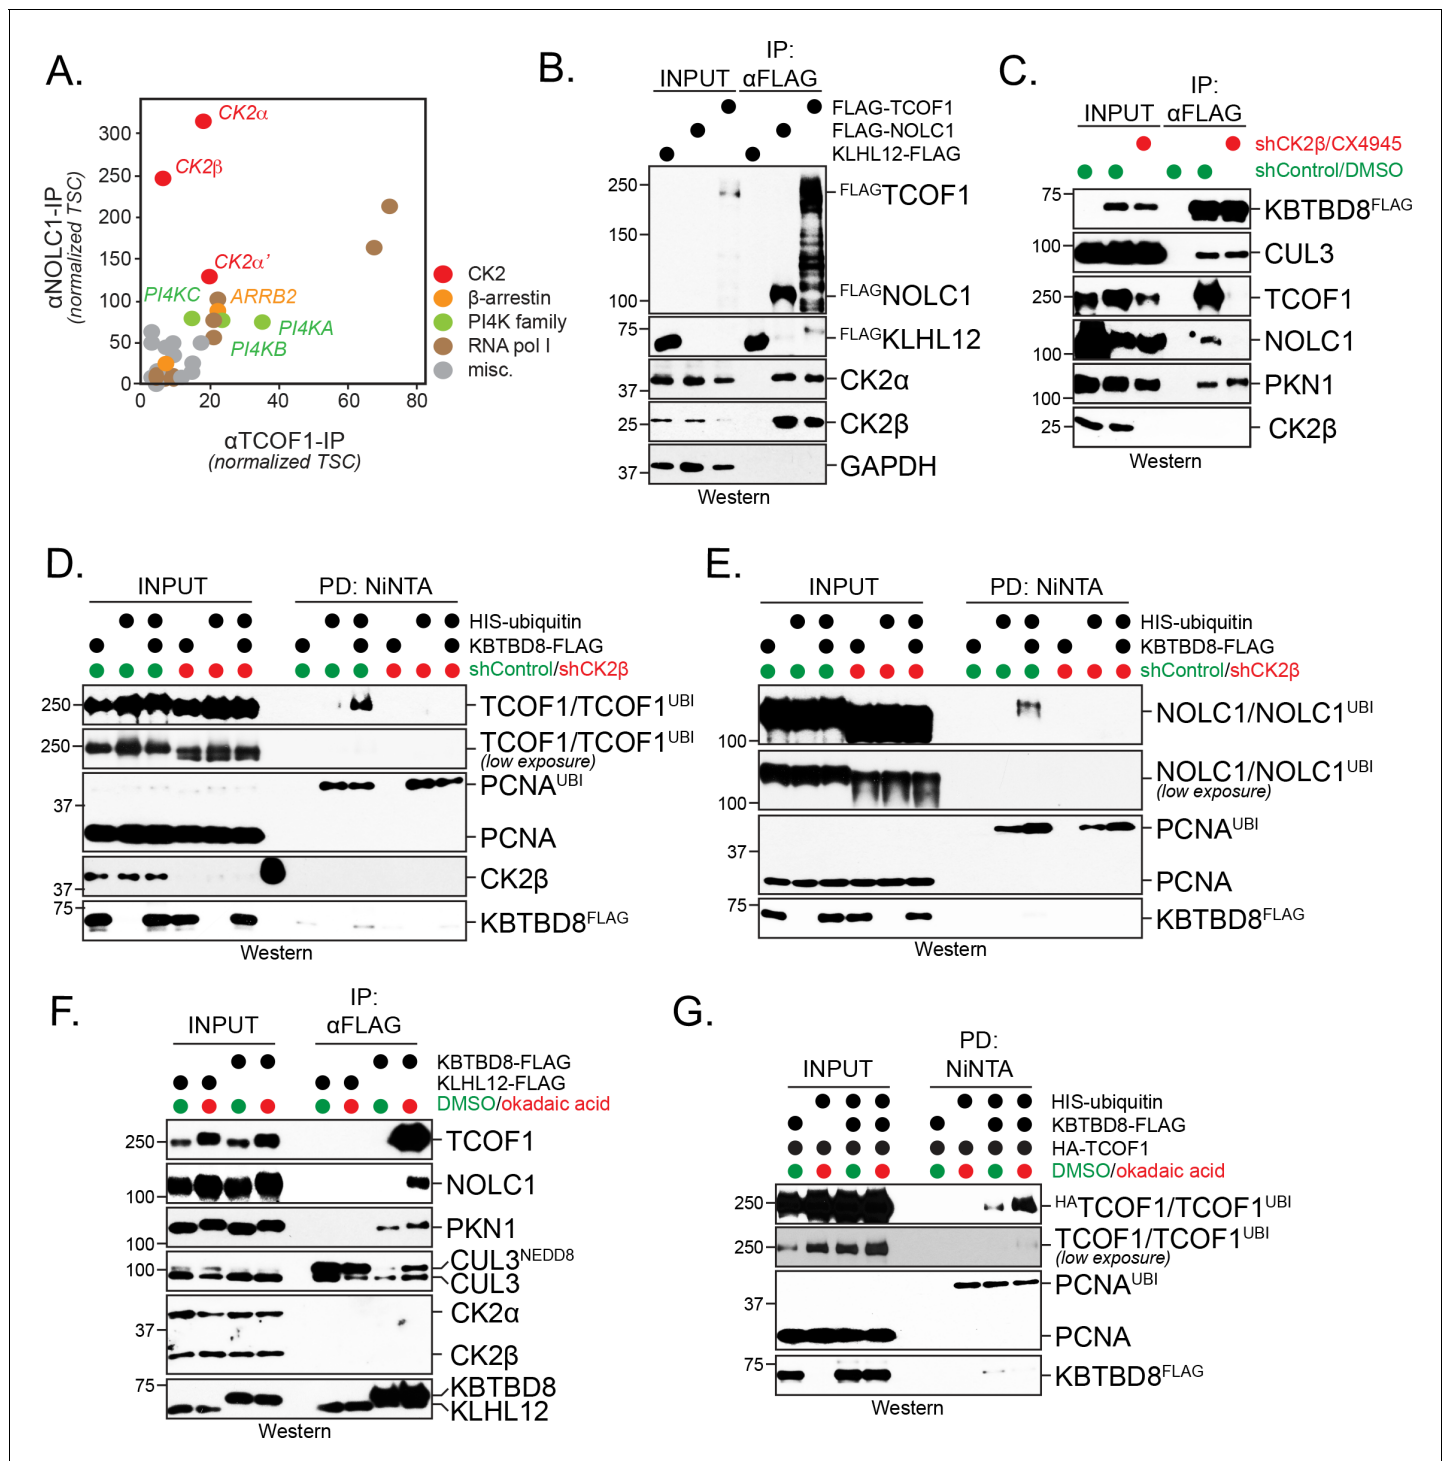 A.
αNOLC1-IP
(normalized TSC)
300
250
200
150
100
50
0
0 20 40 60 80
αTCOF1-IP
(normalized TSC)
CK2α
CK2β
CK2α’
PI4KC
ARRB2
PI4KA
PI4KB
CK2
β-arrestin
PI4K family
RNA pol I
misc.
B.
IP:
INPUT αFLAG
FLAG-TCOF1
FLAG-NOLC1
KLHL12-FLAG
250
FLAGTCOF1
150
100
FLAGNOLC1
75
FLAGKLHL12
37
CK2α
25
CK2β
37
GAPDH
Western
C.
IP:
INPUT αFLAG
shCK2β/CX4945
shControl/DMSO
75
KBTBD8FLAG
100
CUL3
250
TCOF1
100
NOLC1
100
PKN1
25
CK2β
Western
D.
INPUT PD: NiNTA
HIS-ubiquitin
KBTBD8-FLAG
shControl/shCK2β
250
TCOF1/TCOF1UBI
250
TCOF1/TCOF1UBI
(low exposure)
PCNAUBI
37
PCNA
37
CK2β
75
KBTBD8FLAG
Western
E.
INPUT PD: NiNTA
HIS-ubiquitin
KBTBD8-FLAG
shControl/shCK2β
NOLC1/NOLC1UBI
100
NOLC1/NOLC1UBI
(low exposure)
100
PCNAUBI
37
PCNA
75
KBTBD8FLAG
Western
F.
IP:
INPUT αFLAG
KBTBD8-FLAG
KLHL12-FLAG
DMSO/okadaic acid
250
TCOF1
100
NOLC1
100
PKN1
100
CUL3NEDD8
CUL3
CK2α
37
CK2β
75
KBTBD8
KLHL12
Western
G.
PD:
INPUT NiNTA
HIS-ubiquitin
KBTBD8-FLAG
HA-TCOF1
DMSO/okadaic acid
250
HATCOF1/TCOF1UBI
250
TCOF1/TCOF1UBI
(low exposure)
PCNAUBI
37
PCNA
75
KBTBD8FLAG
Western